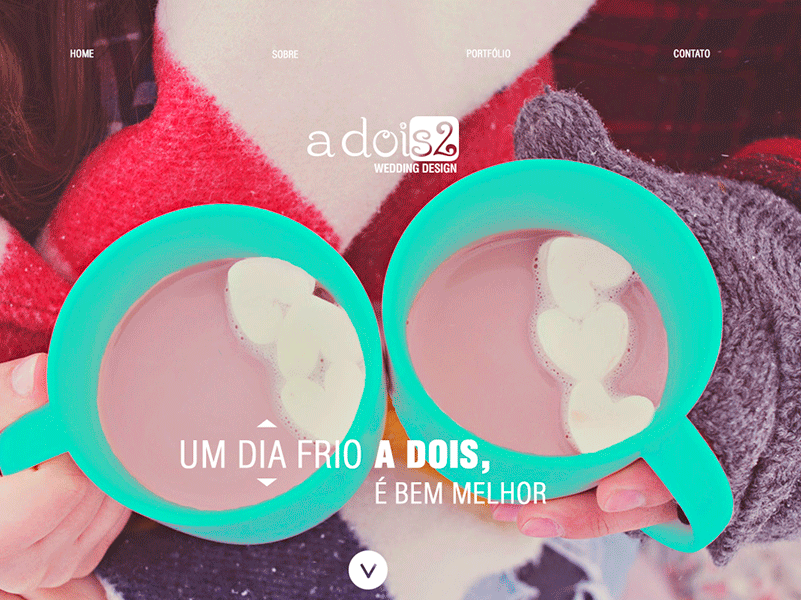 HOME SOBRE PORTFÓLIO CONTATO
a dois2
WEDDING DESIGN
UM DIA FRIO A DOIS,
É BEM MELHOR